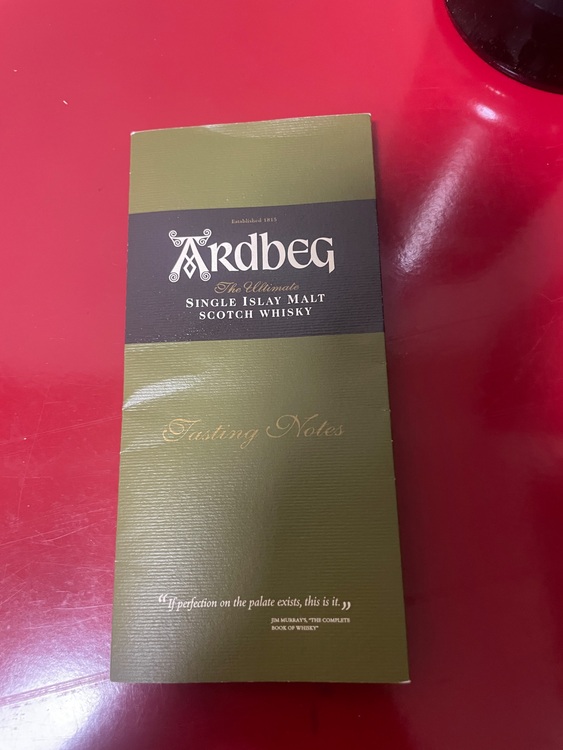 Established 1815
ARDBEG
The Ultimate
SINGLE ISLAY MALT
SCOTCH WHISKY
Tasting Notes
“If perfection on the palate exists, this is it.”
JIM MURRAY'S, "THE COMPLETE
BOOK OF WHISKY"